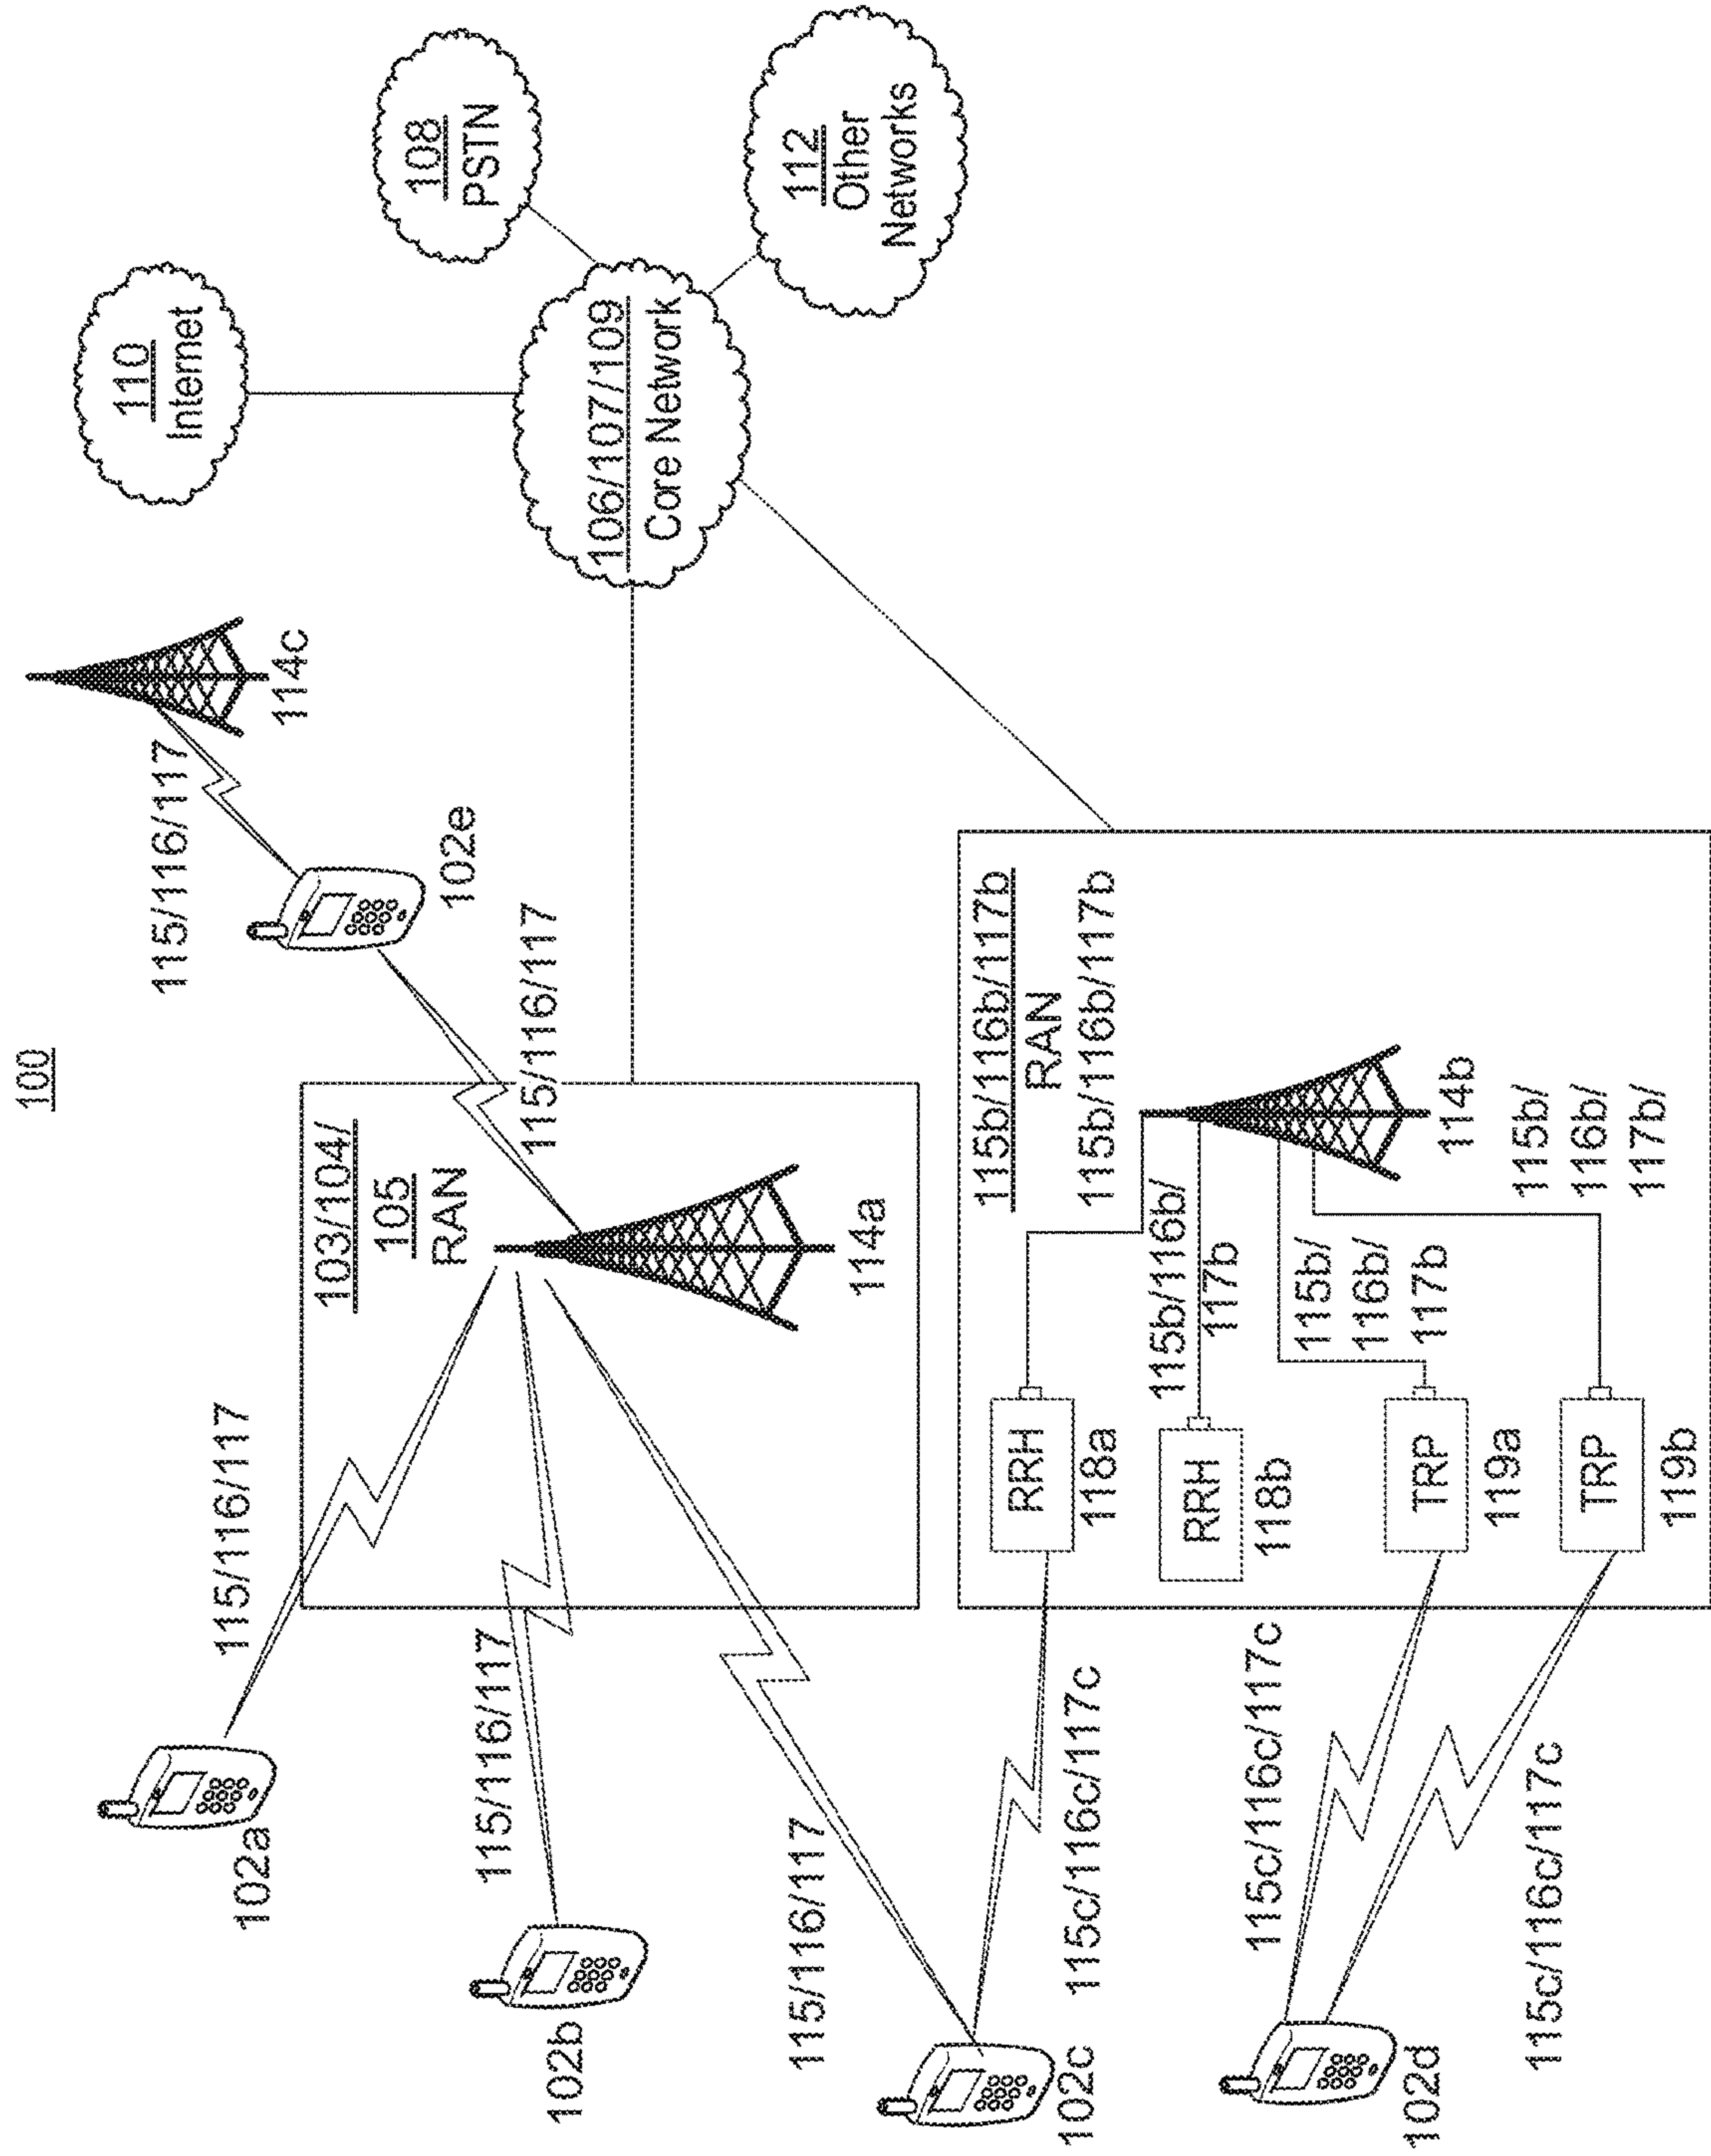 100
110
Internet
108
PSTN
106/107/109
Core Network
112
Other
Networks
114c
115/116/117
102e
115/116/117
103/104/
105
RAN
114a
115/116/117
102a
115/116/117
102b
115/116/117
102c
115b/116b/117b
RAN
115b/116b/117b
114b
115b/116b/
117b
115b/
116b/
117b
115b/
116b/
117b/
RRH
118a
RRH
118b
TRP
119a
TRP
119b
115c/116c/117c
115c/116c/117c
102d
115c/116c/117c